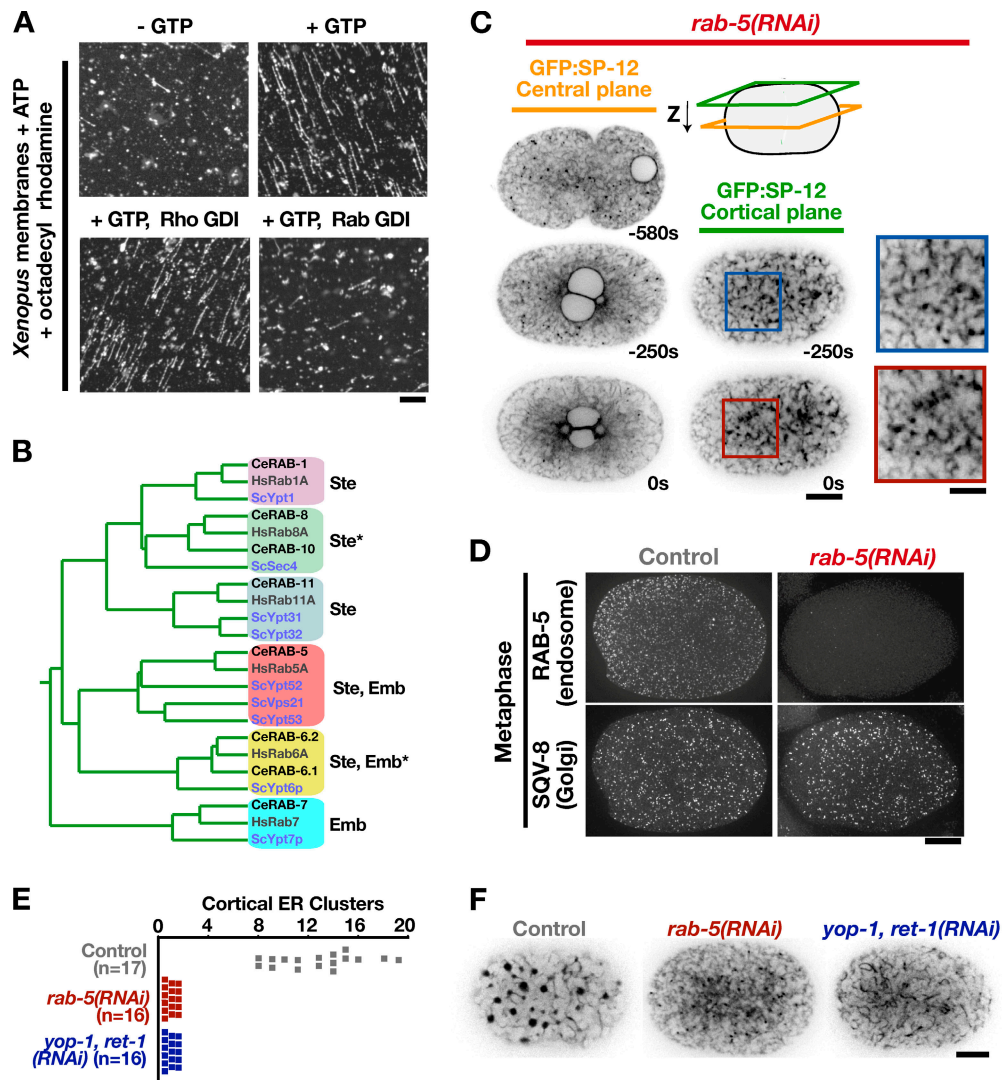 A
- GTP
+ GTP
Xenopus membranes + ATP
+ octadecyl rhodamine
+ GTP, Rho GDI
+ GTP, Rab GDI
B
CeRAB-1
HsRab1A
ScYpt1
Ste
CeRAB-8
HsRab8A
CeRAB-10
ScSec4
Ste*
CeRAB-11
HsRab11A
ScYpt31
ScYpt32
Ste
CeRAB-5
HsRab5A
ScYpt52
ScVps21
ScYpt53
Ste, Emb
CeRAB-6.2
HsRab6A
CeRAB-6.1
ScYpt6p
Ste, Emb*
CeRAB-7
HsRab7
ScYpt7p
Emb
C
rab-5(RNAi)
GFP:SP-12
Central plane
Z
-580s
GFP:SP-12
Cortical plane
-250s
-250s
0s
0s
D
Control
rab-5(RNAi)
Metaphase
RAB-5
(endosome)
SQV-8
(Golgi)
E
Cortical ER Clusters
0 4 8 12 16 20
Control
(n=17)
rab-5(RNAi)
(n=16)
yop-1, ret-1
(RNAi) (n=16)
F
Control
rab-5(RNAi)
yop-1, ret-1(RNAi)